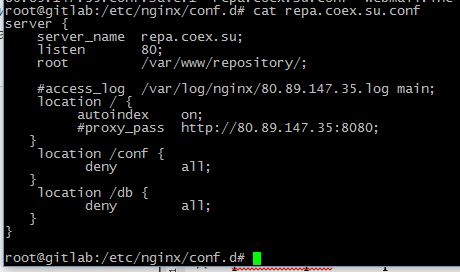 root@gitlab:/etc/nginx/conf.d# cat repa.coex.su.conf
server {
    server_name  repa.coex.su;
    listen       80;
    root         /var/www/repository/;

    #access_log  /var/log/nginx/80.89.147.35.log main;
    location / {
         autoindex    on;
         #proxy_pass  http://80.89.147.35:8080;
   }
    location /conf {
          deny        all;
   }
    location /db {
          deny        all;
   }
}

root@gitlab:/etc/nginx/conf.d#